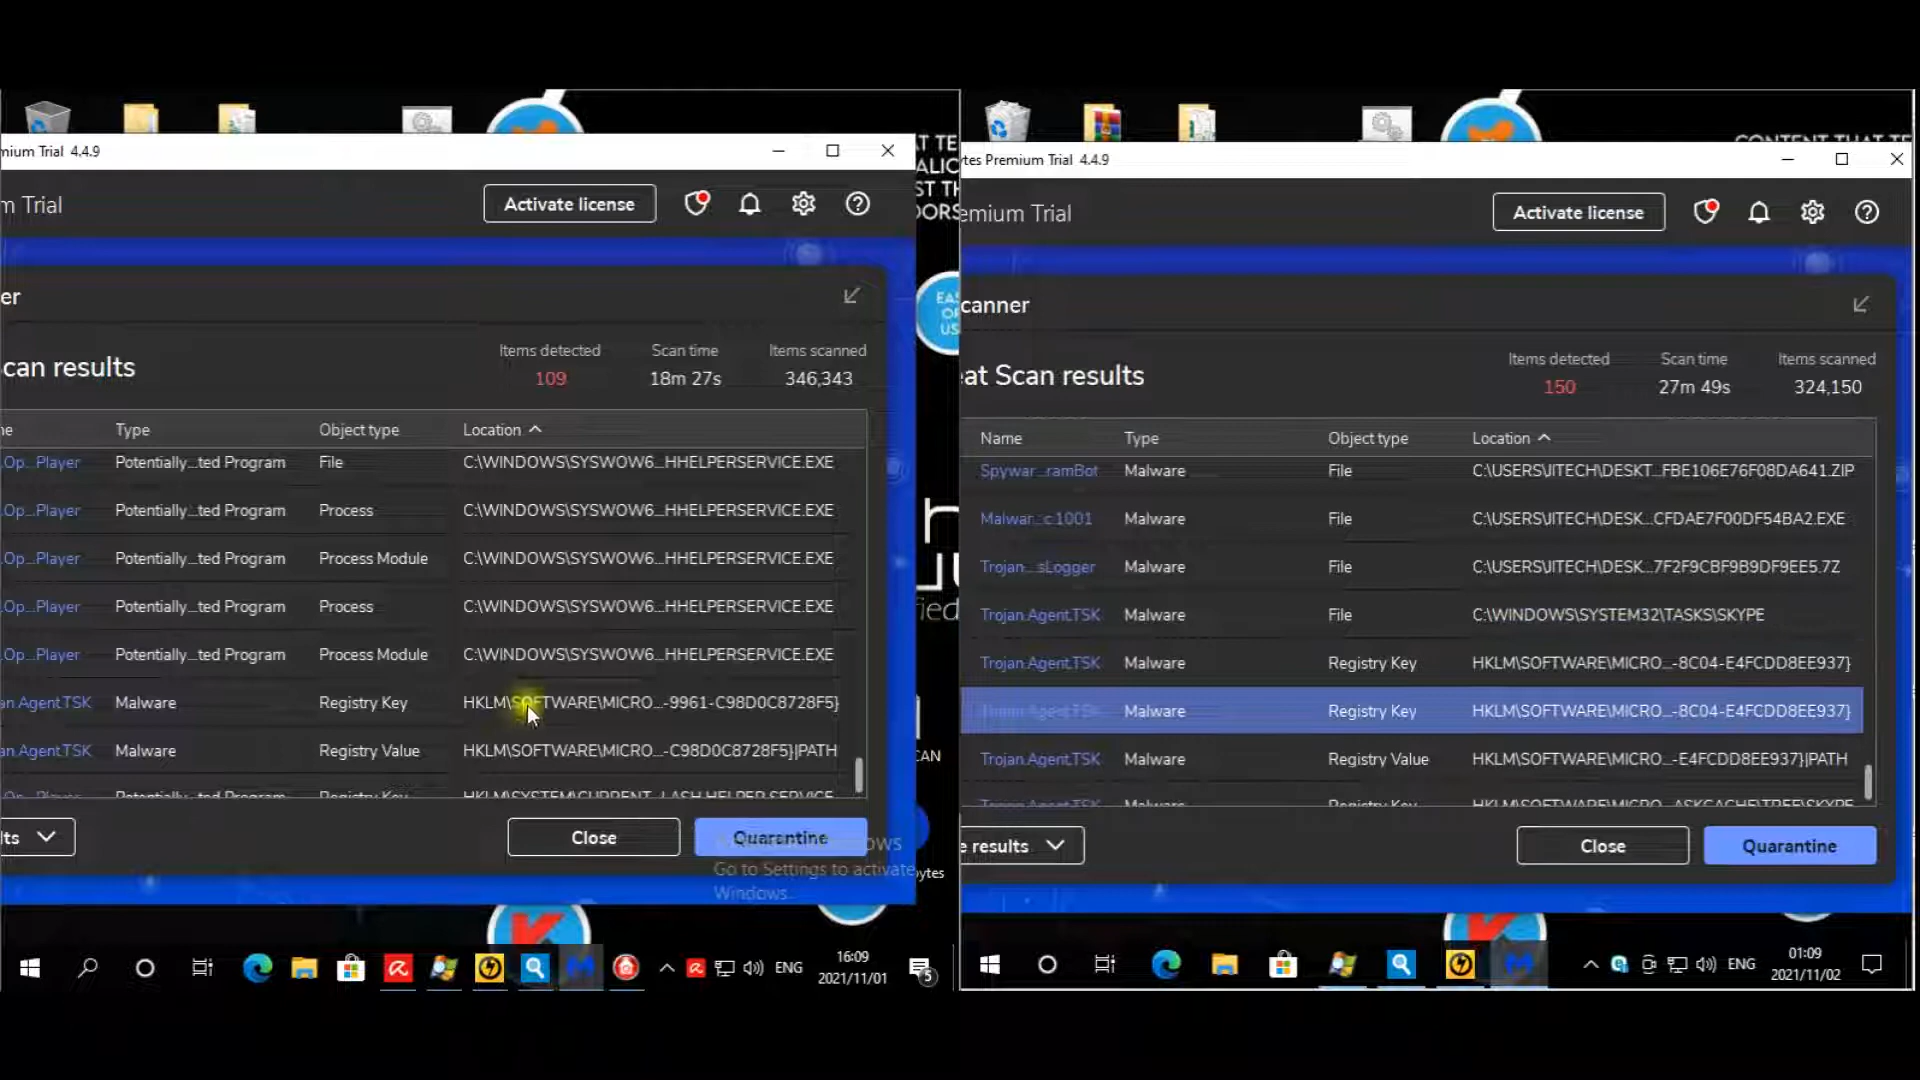 mium Trial 4.4.9
m Trial
Activate license
er
can results
Items detected
109
Scan time
18m 27s
Items scanned
346,343
Type
Object type
Location
.Op...Player Potentially...ted Program File C:\WINDOWS\SYSWOW6...HHELPERSERVICE.EXE
.Op...Player Potentially...ted Program Process C:\WINDOWS\SYSWOW6...HHELPERSERVICE.EXE
.Op...Player Potentially...ted Program Process Module C:\WINDOWS\SYSWOW6...HHELPERSERVICE.EXE
.Op...Player Potentially...ted Program Process C:\WINDOWS\SYSWOW6...HHELPERSERVICE.EXE
.Op...Player Potentially...ted Program Process Module C:\WINDOWS\SYSWOW6...HHELPERSERVICE.EXE
an.Agent.TSK Malware Registry Key HKLM\SOFTWARE\MICRO...-9961-C98D0C8728F5}
an.Agent.TSK Malware Registry Value HKLM\SOFTWARE\MICRO...-C98D0C8728F5}|PATH
lts
Close
Quarantine
Go to Settings to activate
Windows.
ytes
CAN
ENG
16:09
2021/11/01
5
tes Premium Trial 4.4.9
emium Trial
Activate license
canner
eat Scan results
Items detected
150
Scan time
27m 49s
Items scanned
324,150
Name Type Object type Location
Spywar...ramBot Malware File C:\USERS\JITECH\DESKT...FBE106E76F08DA641.ZIP
Malwar...c.1001 Malware File C:\USERS\JITECH\DESK...CFDAE7F00DF54BA2.EXE
Trojan...sLogger Malware File C:\USERS\JITECH\DESK...7F2F9CBF9B9DF9EE5.7Z
Trojan.Agent.TSK Malware File C:\WINDOWS\SYSTEM32\TASKS\SKYPE
Trojan.Agent.TSK Malware Registry Key HKLM\SOFTWARE\MICRO...-8C04-E4FCDD8EE937}
Trojan.Agent.TSK Malware Registry Key HKLM\SOFTWARE\MICRO...-8C04-E4FCDD8EE937}
Trojan.Agent.TSK Malware Registry Value HKLM\SOFTWARE\MICRO...-E4FCDD8EE937}|PATH
e results
Close
Quarantine
ENG
01:09
2021/11/02